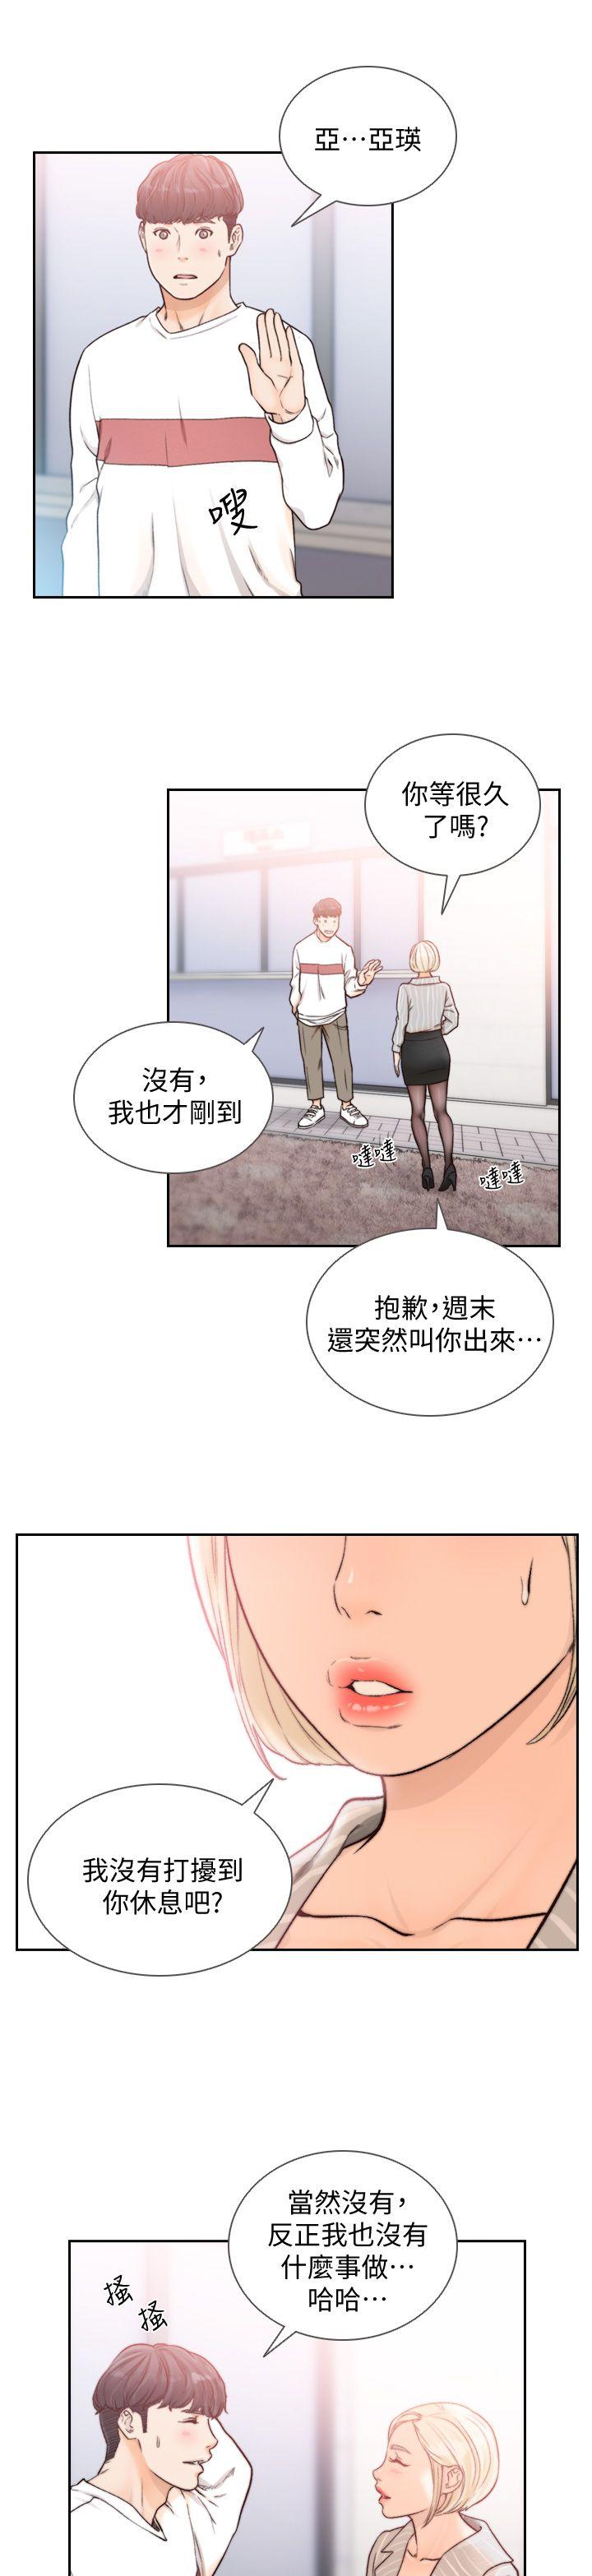 亞⋯亞瑛
嗖
你等很久
了嗎?
沒有,
我也才剛到
噠噠
噠噠
抱歉,週末
還突然叫你出來⋯
我沒有打擾到
你休息吧?
當然沒有,
反正我也沒有
什麼事做⋯
哈哈⋯
搔
搔